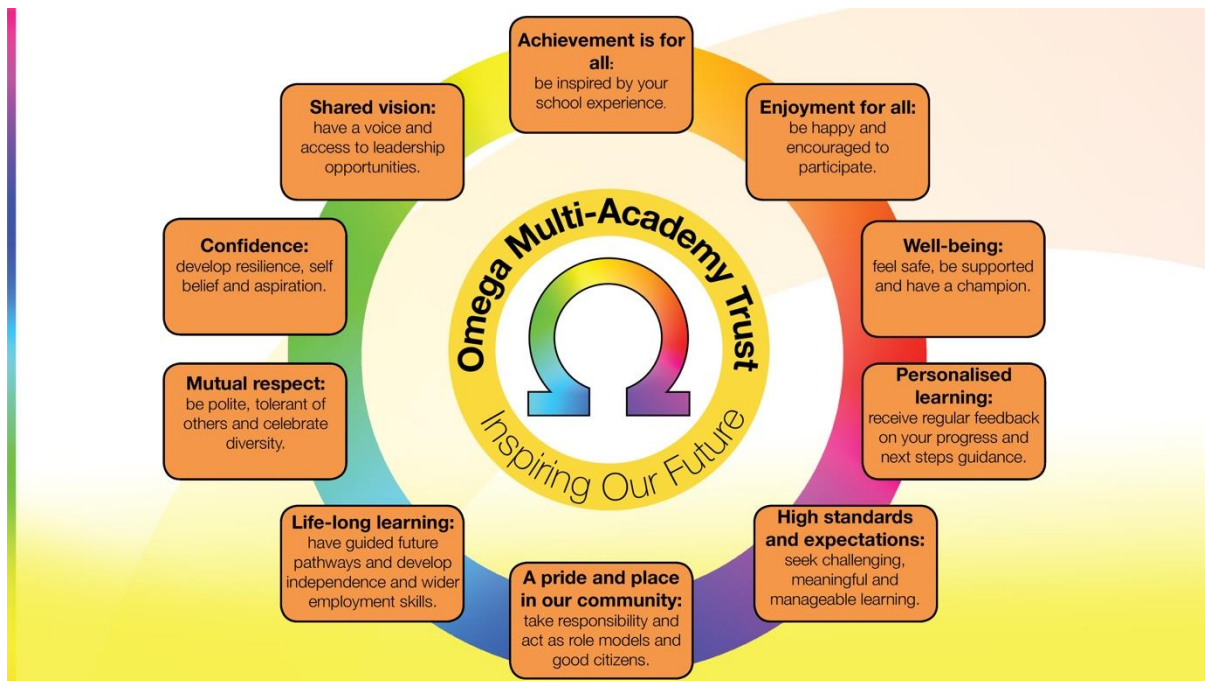 Achievement is for
all:
be inspired by your
school experience.
Enjoyment for all:
be happy and
encouraged to
participate.
Well-being:
feel safe, be supported
and have a champion.
Personalised
learning:
receive regular feedback
on your progress and
next steps guidance.
High standards
and expectations:
seek challenging,
meaningful and
manageable learning.
A pride and place
in our community:
take responsibility and
act as role models and
good citizens.
Life-long learning:
have guided future
pathways and develop
independence and wider
employment skills.
Mutual respect:
be polite, tolerant of
others and celebrate
diversity.
Confidence:
develop resilience, self
belief and aspiration.
Shared vision:
have a voice and
access to leadership
opportunities.
Omega Multi-Academy Trust
Ω
Inspiring Our Future